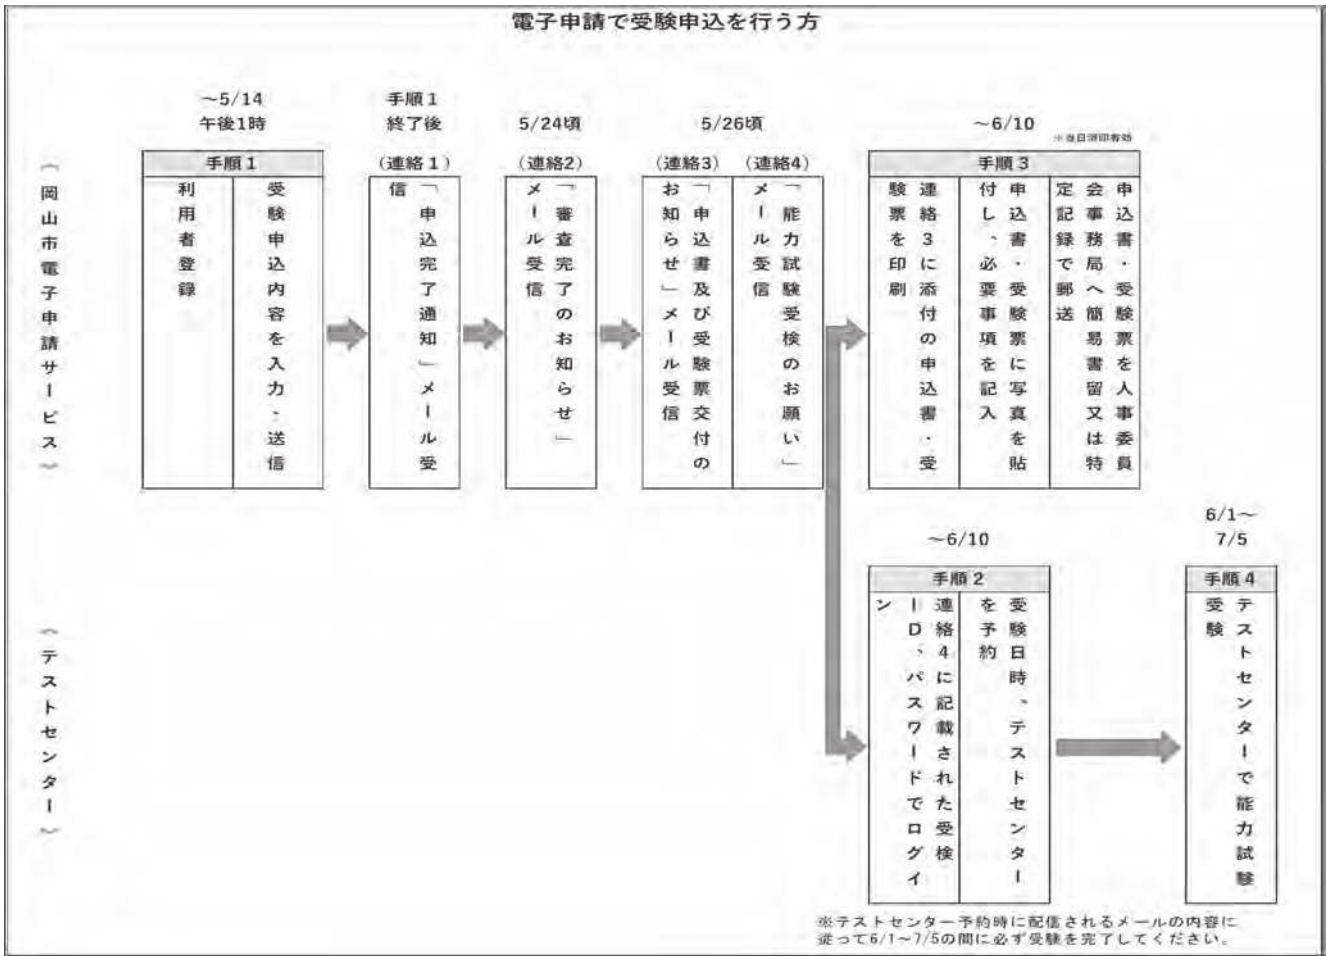 電子申請で受験申込を行う方
～5/14
午後1時
手順１
終了後
5/24頃
5/26頃
～6/10
※当日消印有効
（岡山市電子申請サービス）
手順１
利用者登録
受験申込内容を入力・送信
（連絡１）
「申込完了通知」メール受
信
（連絡2）
「審査完了のお知らせ」
メール受信
（連絡3）
「申込書及び受験票交付の
お知らせ」メール受信
（連絡4）
「能力試験受検のお願い」
メール受信
手順３
連絡３に添付の申込書・受
験票を印刷
申込書・受験票に写真を貼
付し、必要事項を記入
申込書・受験票を人事委員
会事務局へ簡易書留又は特
定記録で郵送
（テストセンター）
～6/10
手順２
連絡4に記載された受検
ＩＤ、パスワードでログイ
ン
受験日時、テストセンター
を予約
6/1～
7/5
手順４
テストセンターで能力試験
受験
※テストセンター予約時に配信されるメールの内容に
従って6/1～7/5の間に必ず受験を完了してください。